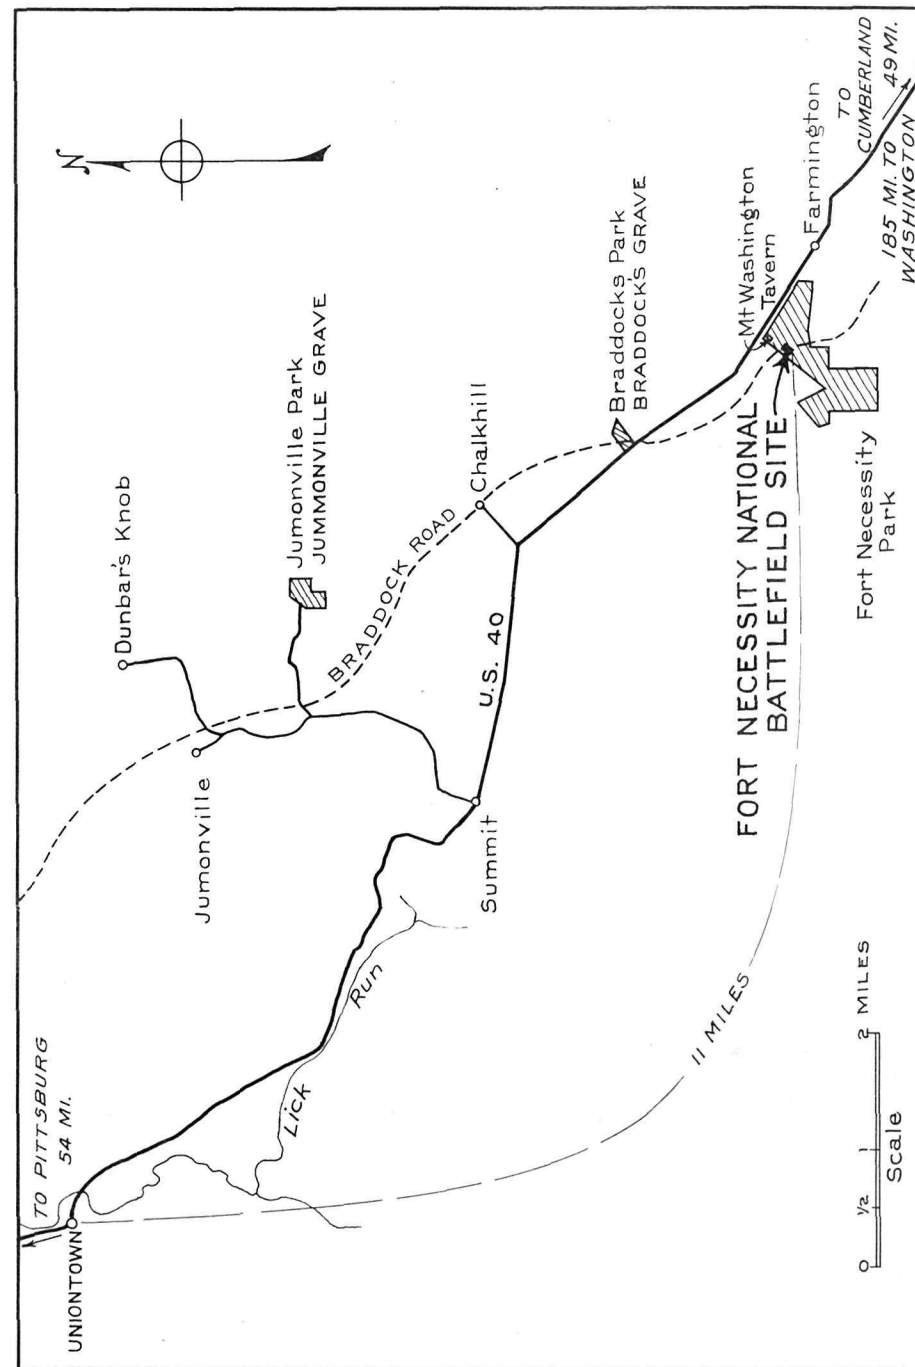 N
TO PITTSBURG
54 MI.
UNIONTOWN
Dunbar's Knob
Jumonville
Jumonville Park
JUMMONVILLE GRAVE
BRADDOCK ROAD
Chalkhill
Summit
U.S. 40
Lick Run
Braddocks Park
BRADDOCK'S GRAVE
Mt Washington
Tavern
Farmington
TO
CUMBERLAND
49 MI.
185 MI. TO
WASHINGTON
FORT NECESSITY NATIONAL
BATTLEFIELD SITE
Fort Necessity
Park
11 MILES
0 1/2 1 2 MILES
Scale